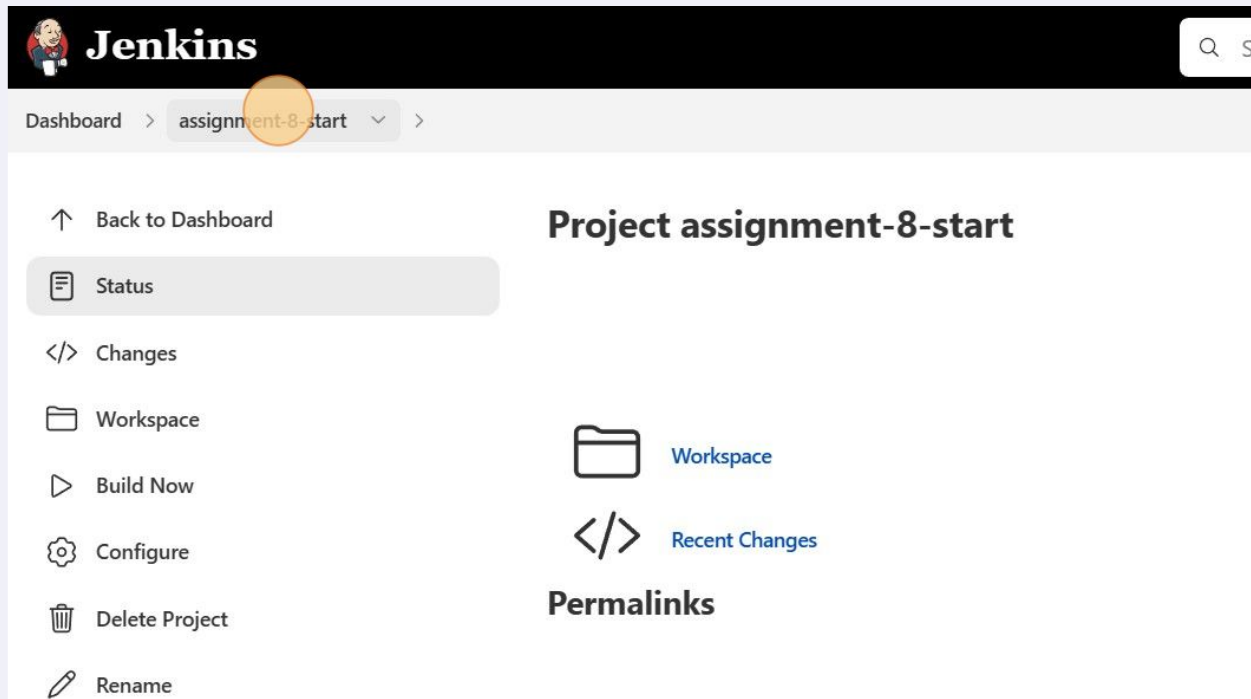 Jenkins
S
Dashboard > assignment-8-start >
Back to Dashboard
Project assignment-8-start
Status
</> Changes
Workspace
Workspace
Build Now
</> Recent Changes
Configure
Permalinks
Delete Project
Rename